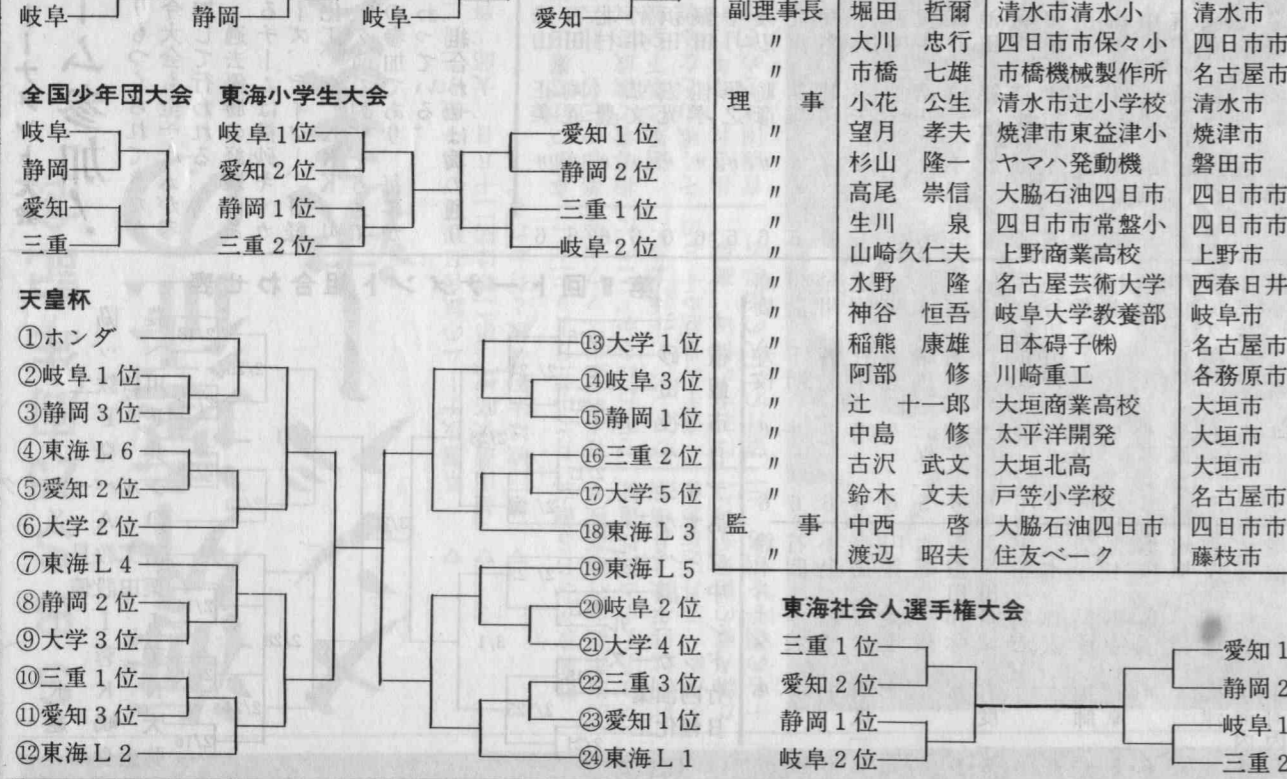 岐阜 静岡 岐阜 愛知
全国少年団大会
岐阜
静岡
愛知
三重
東海小学生大会
岐阜1位
愛知2位
静岡1位
三重2位
愛知1位
静岡2位
三重1位
岐阜2位
天皇杯
①ホンダ
②岐阜1位
③静岡3位
④東海L6
⑤愛知2位
⑥大学2位
⑦東海L4
⑧静岡2位
⑨大学3位
⑩三重1位
⑪愛知3位
⑫東海L2
⑬大学1位
⑭岐阜3位
⑮静岡1位
⑯三重2位
⑰大学5位
⑱東海L3
⑲東海L5
⑳岐阜2位
㉑大学4位
㉒三重3位
㉓愛知1位
㉔東海L1
副理事長 堀田 哲爾 清水市清水小 清水市
〃 大川 忠行 四日市市保々小 四日市市
〃 市橋 七雄 市橋機械製作所 名古屋市
理事 小花 公生 清水市辻小学校 清水市
〃 望月 孝夫 焼津市東益津小 焼津市
〃 杉山 隆一 ヤマハ発動機 磐田市
〃 高尾 崇信 大脇石油四日市 四日市市
〃 生川 泉 四日市市常盤小 四日市市
〃 山崎久仁夫 上野商業高校 上野市
〃 水野 隆 名古屋芸術大学 西春日井
〃 神谷 恒吾 岐阜大学教養部 岐阜市
〃 稲熊 康雄 日本碍子㈱ 名古屋市
〃 阿部 修 川崎重工 各務原市
〃 辻 十一郎 大垣商業高校 大垣市
〃 中島 修 太平洋開発 大垣市
〃 古沢 武文 大垣北高 大垣市
〃 鈴木 文夫 戸笠小学校 名古屋市
監事 中西 啓 大脇石油四日市 四日市市
〃 渡辺 昭夫 住友ベーク 藤枝市
東海社会人選手権大会
三重1位
愛知2位
静岡1位
岐阜2位
愛知1
静岡2
岐阜1
三重2